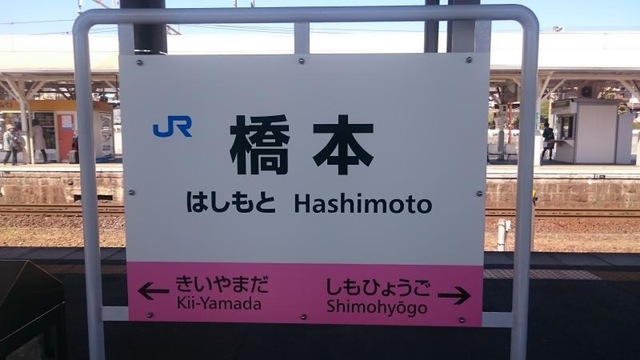 JR 橋本
はしもと Hashimoto
← きいやまだ しもひょうご →
Kii-Yamada Shimohyōgo